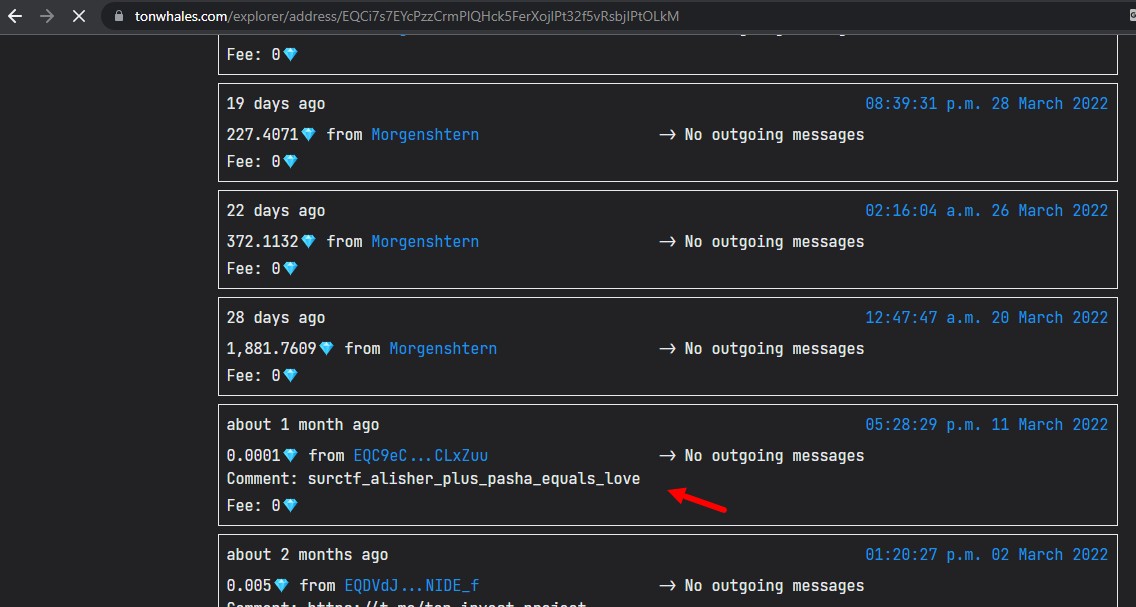 tonwhales.com/explorer/address/EQCi7s7EYcPzzCrmPlQHck5FerXojlPt32f5vRsbjlPtOLkM
Fee: 0💎
19 days ago 08:39:31 p.m. 28 March 2022
227.4071💎 from Morgenshtern → No outgoing messages
Fee: 0💎
22 days ago 02:16:04 a.m. 26 March 2022
372.1132💎 from Morgenshtern → No outgoing messages
Fee: 0💎
28 days ago 12:47:47 a.m. 20 March 2022
1,881.7609💎 from Morgenshtern → No outgoing messages
Fee: 0💎
about 1 month ago 05:28:29 p.m. 11 March 2022
0.0001💎 from EQC9eC...CLxZuu → No outgoing messages
Comment: surctf_alisher_plus_pasha_equals_love
Fee: 0💎
about 2 months ago 01:20:27 p.m. 02 March 2022
0.005💎 from EQDVdJ...NIDE_f → No outgoing messages
Comment: https://t.me/ton_invest_project